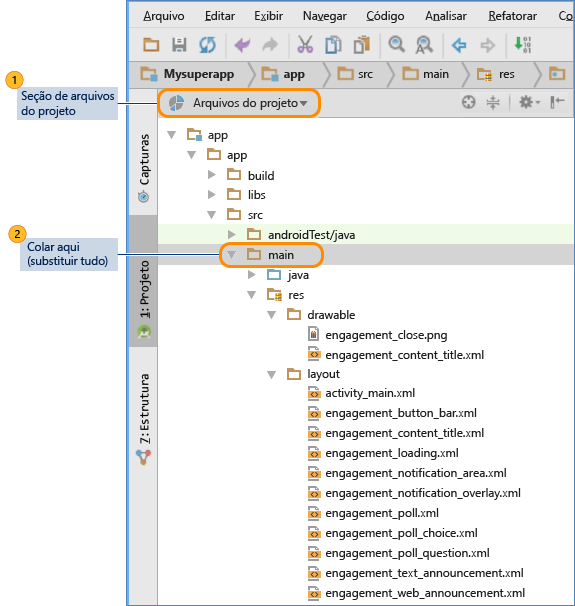 Arquivo Editar Exibir Navegar Código Analisar Refatorar Co
Mysuperapp app src main res
1
Seção de arquivos
do projeto
Arquivos do projeto
Capturas
1: Projeto
7: Estrutura
app
app
build
libs
src
androidTest/java
2
Colar aqui
(substituir tudo)
main
java
res
drawable
engagement_close.png
engagement_content_title.xml
layout
activity_main.xml
engagement_button_bar.xml
engagement_content_title.xml
engagement_loading.xml
engagement_notification_area.xml
engagement_notification_overlay.xml
engagement_poll.xml
engagement_poll_choice.xml
engagement_poll_question.xml
engagement_text_announcement.xml
engagement_web_announcement.xml